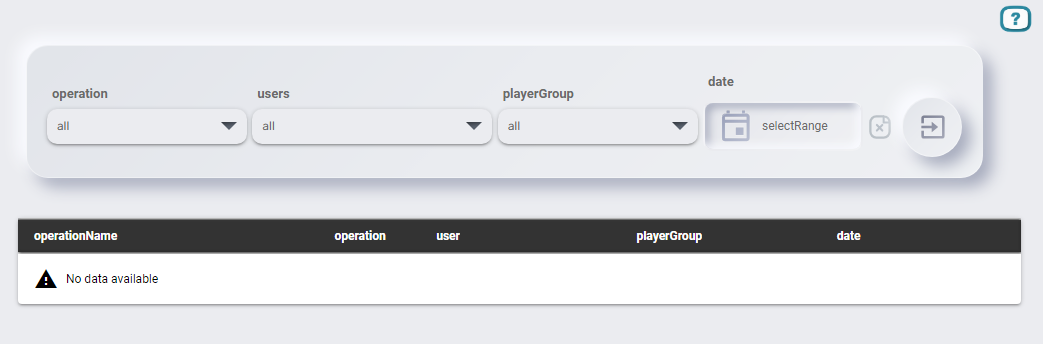 ?
operation
users
playerGroup
date
all
all
all
selectRange
operationName operation user playerGroup date
No data available